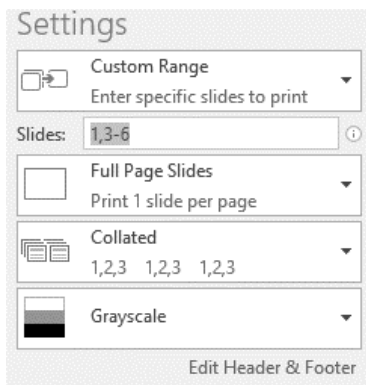 Settings
Custom Range
Enter specific slides to print
Slides: 1,3-6
Full Page Slides
Print 1 slide per page
Collated
1,2,3 1,2,3 1,2,3
Grayscale
Edit Header & Footer